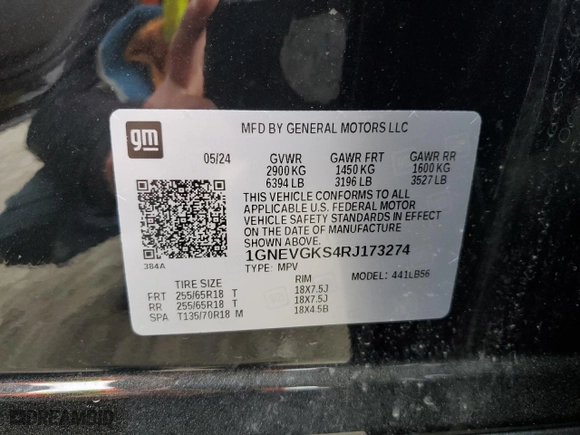 gm
MFD BY GENERAL MOTORS LLC
05/24 GVWR GAWR FRT GAWR RR
2900 KG 1450 KG 1600 KG
6394 LB 3196 LB 3527 LB
THIS VEHICLE CONFORMS TO ALL
APPLICABLE U.S. FEDERAL MOTOR
VEHICLE SAFETY STANDARDS IN EFFECT
ON THE DATE OF MANUFACTURE
SHOWN ABOVE.
384A
1GNEVGKS4RJ173274
TYPE: MPV MODEL: 441LB56
TIRE SIZE RIM
FRT 255/65R18 T 18X7.5J
RR 255/65R18 T 18X7.5J
SPA T135/70R18 M 18X4.5B
DREAMBID